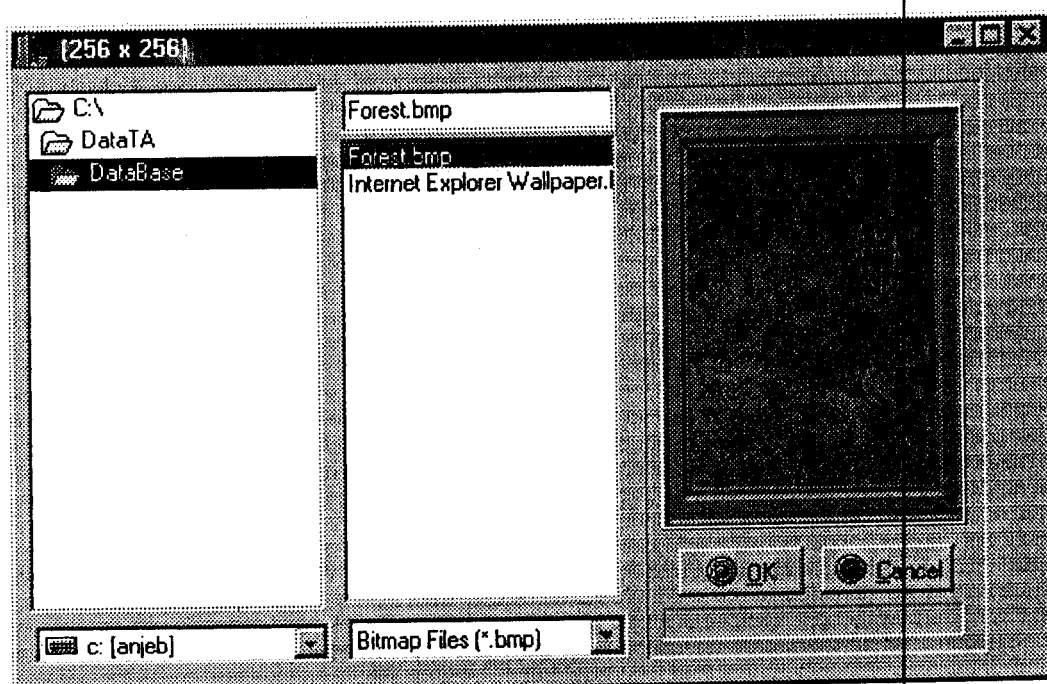 (256 x 256)
C:\
DataTA
DataBase
c: [anjeb]
Forest.bmp
Forest.bmp
Internet Explorer Wallpaper.
Bitmap Files (*.bmp)
OK
Cancel